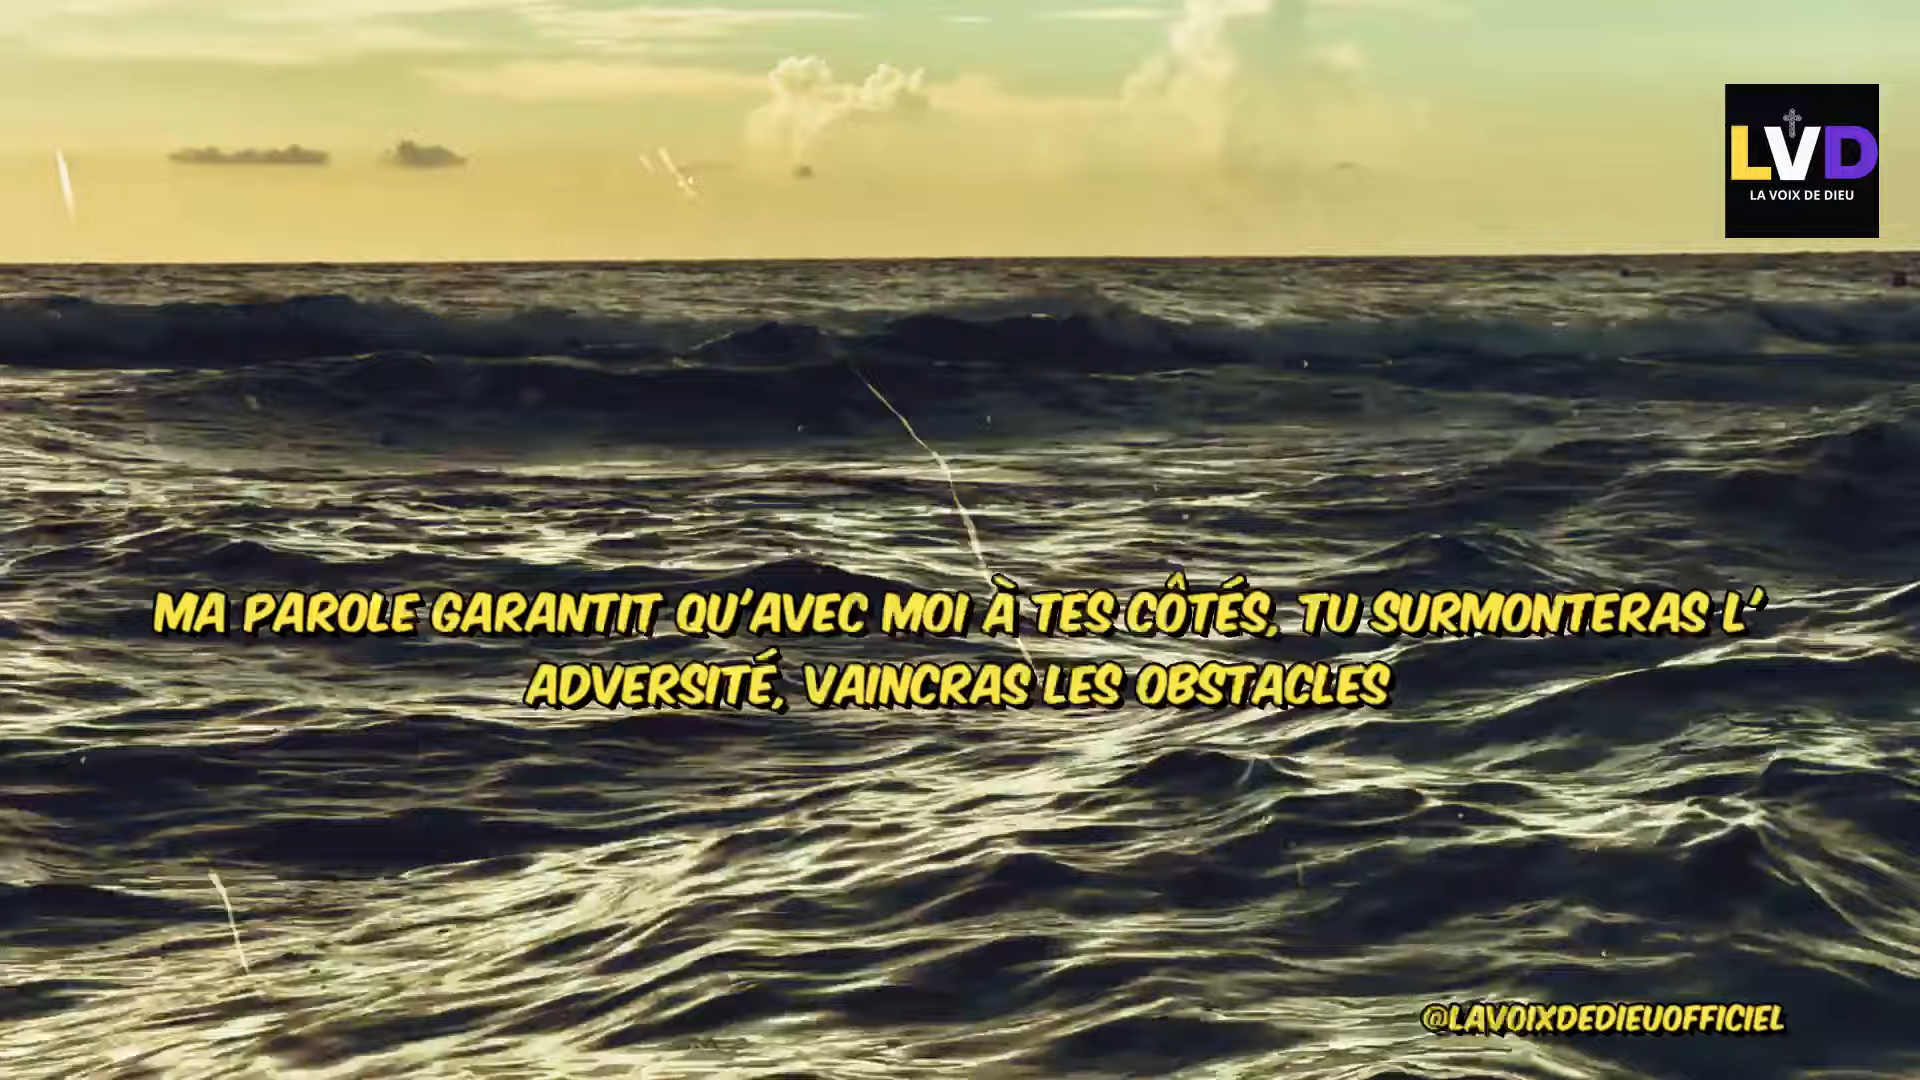 LVD
LA VOIX DE DIEU
MA PAROLE GARANTIT QU'AVEC MOI À TES CÔTÉS, TU SURMONTERAS L'
ADVERSITÉ, VAINCRAS LES OBSTACLES
@LAVOIXDEDIEUOFFICIEL